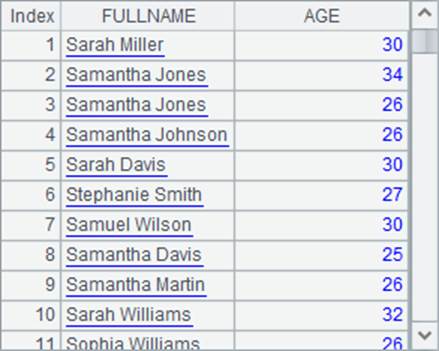 Index FULLNAME AGE
1 Sarah Miller 30
2 Samantha Jones 34
3 Samantha Jones 26
4 Samantha Johnson 26
5 Sarah Davis 30
6 Stephanie Smith 27
7 Samuel Wilson 30
8 Samantha Davis 25
9 Samantha Martin 26
10 Sarah Williams 32
11 Sophia Williams 26